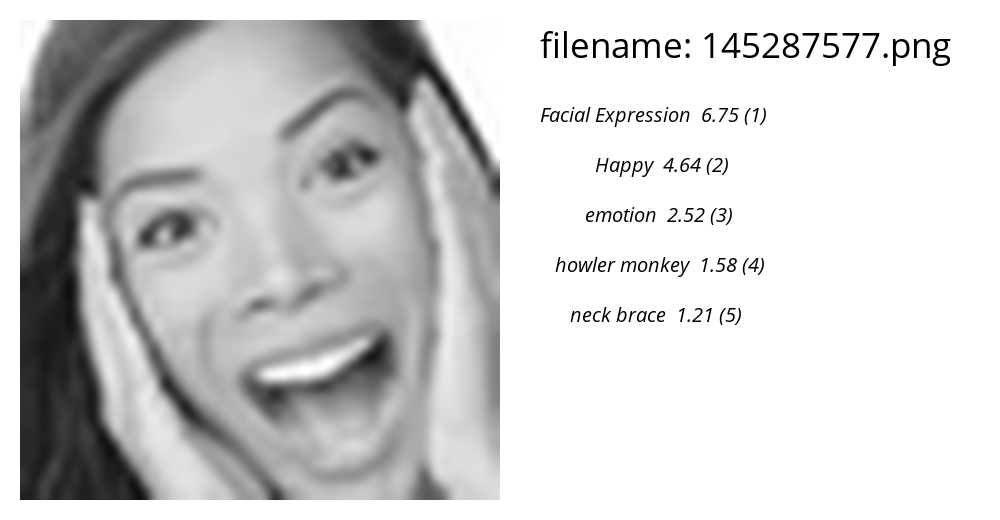 filename: 145287577.png
Facial Expression 6.75 (1)
Happy 4.64 (2)
emotion 2.52 (3)
howler monkey 1.58 (4)
neck brace 1.21 (5)